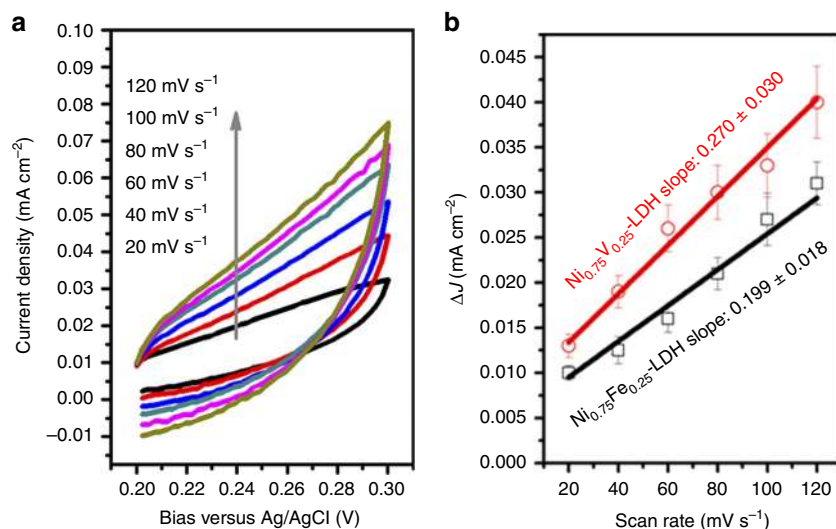 a
0.10
0.09
0.08
0.07
0.06
0.05
0.04
0.03
0.02
0.01
0.00
–0.01
Current density (mA cm⁻²)
120 mV s⁻¹
100 mV s⁻¹
80 mV s⁻¹
60 mV s⁻¹
40 mV s⁻¹
20 mV s⁻¹
0.20 0.22 0.24 0.26 0.28 0.30
Bias versus Ag/AgCl (V)
b
0.045
0.040
0.035
0.030
0.025
0.020
0.015
0.010
0.005
0.000
ΔJ (mA cm⁻²)
Ni₀.₇₅V₀.₂₅-LDH slope: 0.270 ± 0.030
Ni₀.₇₅Fe₀.₂₅-LDH slope: 0.199 ± 0.018
20 40 60 80 100 120
Scan rate (mV s⁻¹)